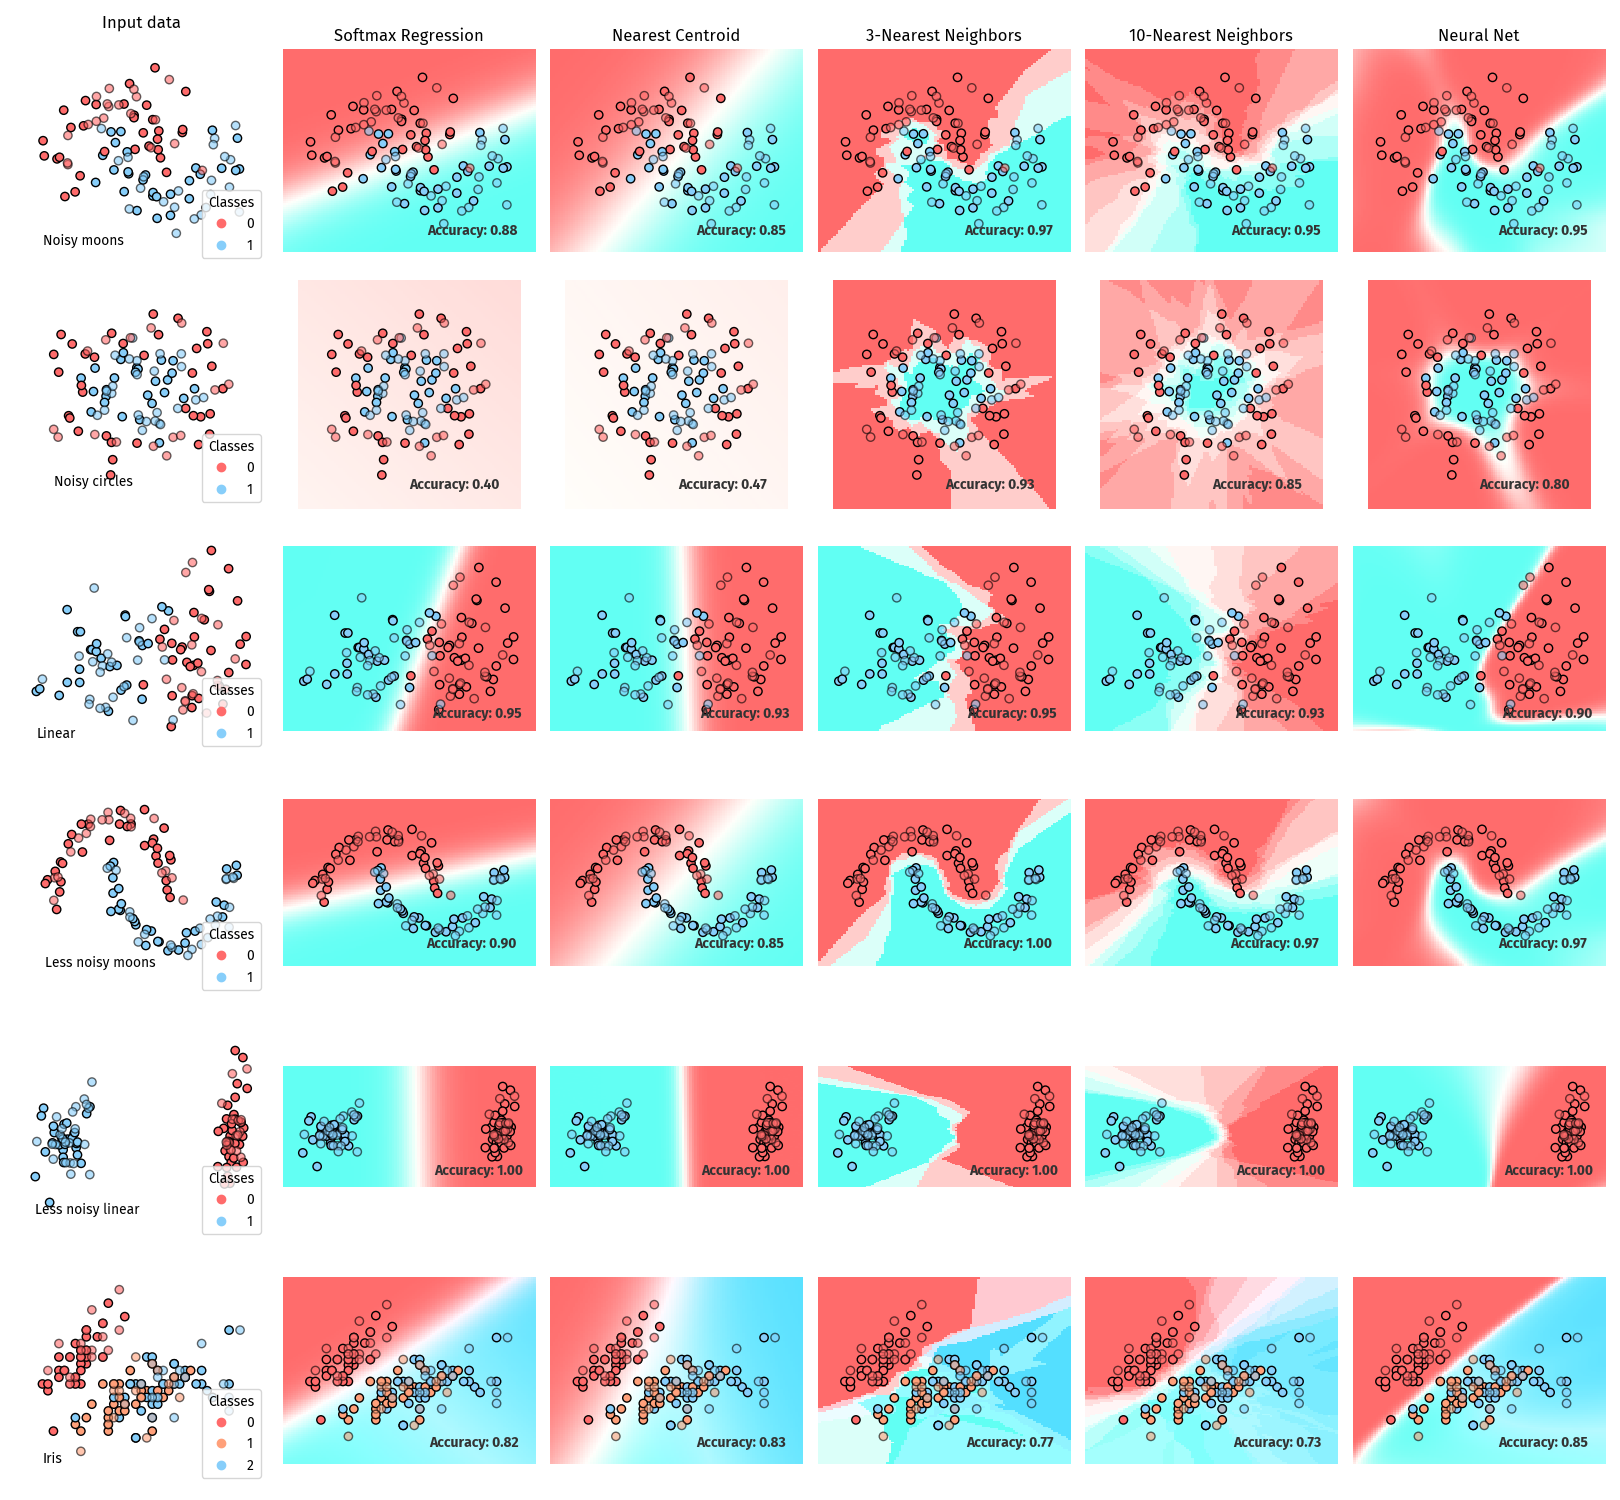 Input data
Softmax Regression
Nearest Centroid
3-Nearest Neighbors
10-Nearest Neighbors
Neural Net
Noisy moons
Classes
0
1
Accuracy: 0.88
Accuracy: 0.85
Accuracy: 0.97
Accuracy: 0.95
Accuracy: 0.95
Noisy circles
Classes
0
1
Accuracy: 0.40
Accuracy: 0.47
Accuracy: 0.93
Accuracy: 0.85
Accuracy: 0.80
Linear
Classes
0
1
Accuracy: 0.95
Accuracy: 0.93
Accuracy: 0.95
Accuracy: 0.93
Accuracy: 0.90
Less noisy moons
Classes
0
1
Accuracy: 0.90
Accuracy: 0.85
Accuracy: 1.00
Accuracy: 0.97
Accuracy: 0.97
Less noisy linear
Classes
0
1
Accuracy: 1.00
Accuracy: 1.00
Accuracy: 1.00
Accuracy: 1.00
Accuracy: 1.00
Iris
Classes
0
1
2
Accuracy: 0.82
Accuracy: 0.83
Accuracy: 0.77
Accuracy: 0.73
Accuracy: 0.85